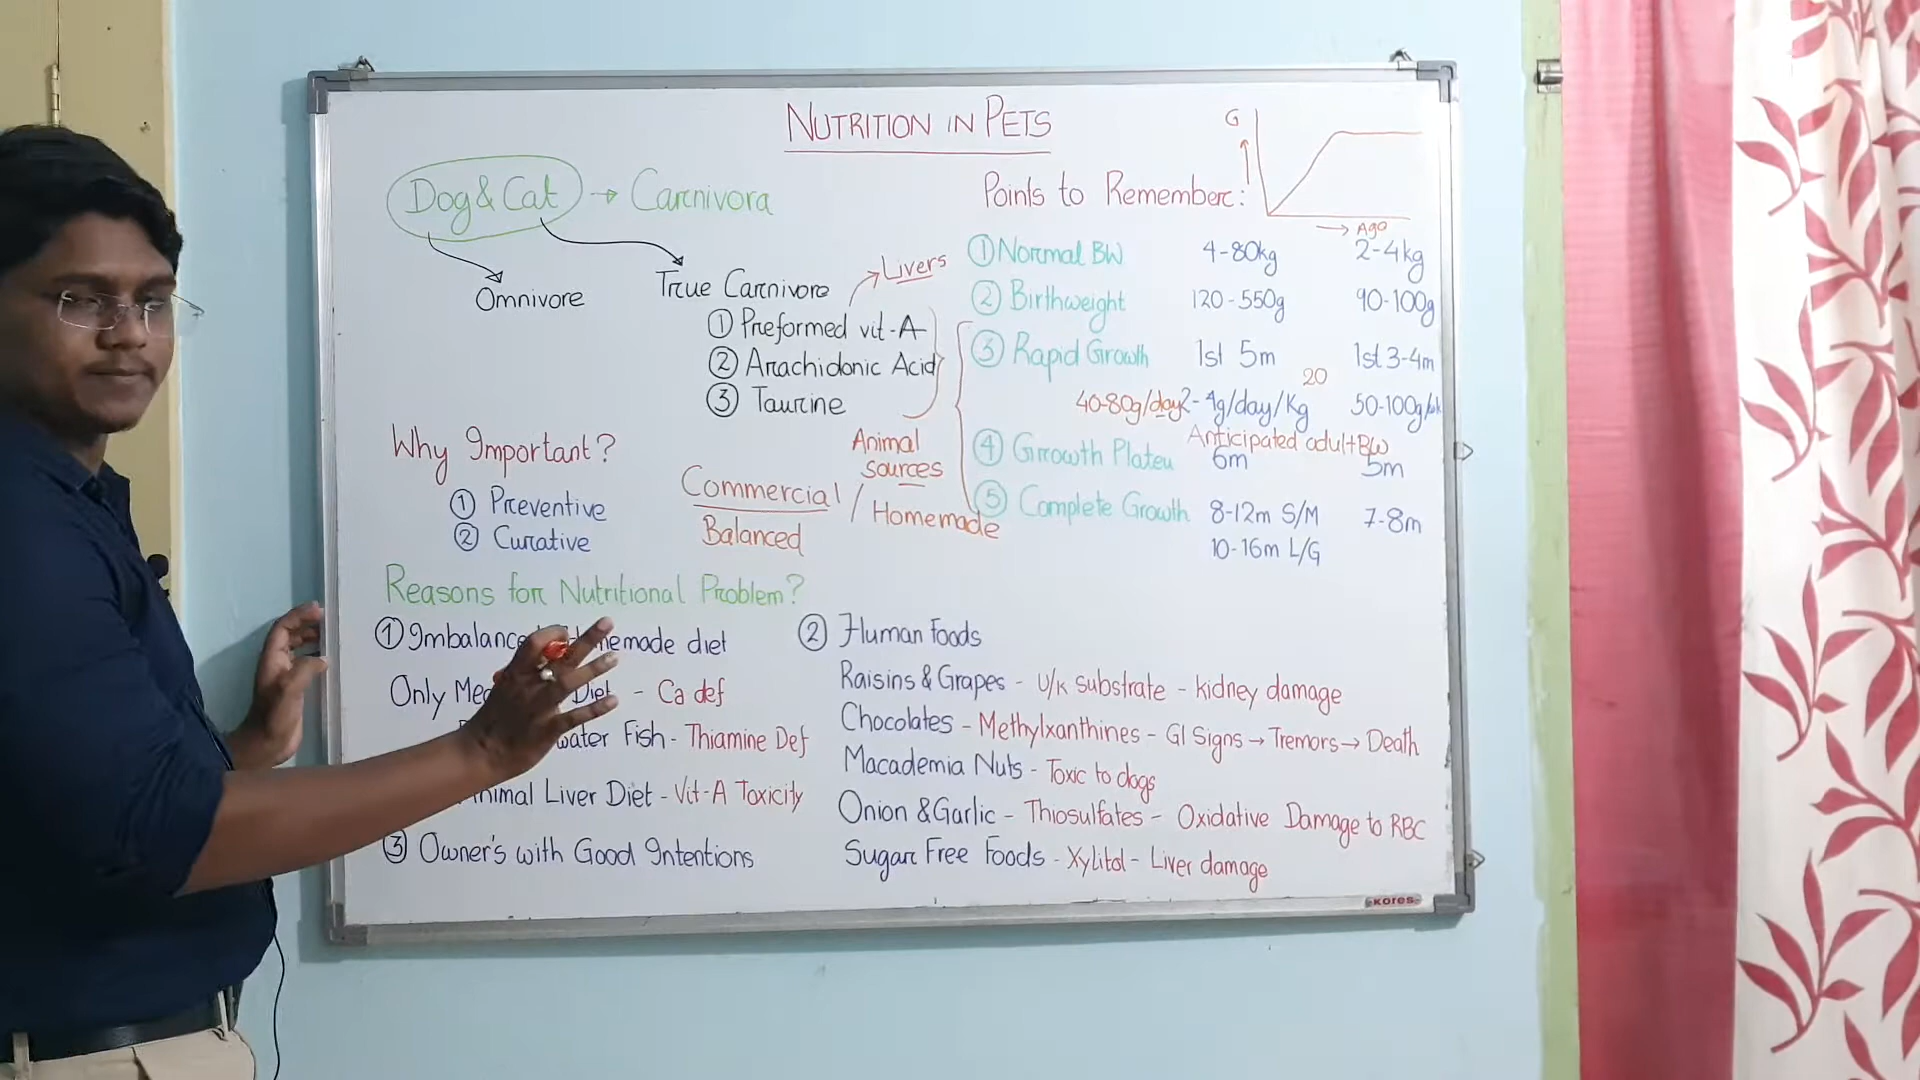 NUTRITION IN PETS
Dog & Cat → Carnivora
Omnivore
True Carnivore
→ Livers
① Preformed vit-A
② Arachidonic Acid
③ Taurine
Animal
sources
Why Important?
① Preventive
② Curative
Commercial / Homemade
Balanced
G
→ Age
Points to Remember:
① Normal BW 4-80kg 2-4kg
② Birthweight 120-550g 90-100g
③ Rapid Growth 1st 5m 1st 3-4m
20
40-80g/day 2-4g/day/Kg 50-100g/wk
Anticipated adult BW
④ Growth Plateu 6m 5m
⑤ Complete Growth 8-12m S/M 7-8m
10-16m L/G
Reasons for Nutritional Problem?
① Imbalance memade diet
Only Diet - Ca def
water Fish - Thiamine Def
Animal Liver Diet - Vit-A Toxicity
③ Owner's with Good Intentions
② Human Foods
Raisins & Grapes - U/k substrate - kidney damage
Chocolates - Methylxanthines - GI Signs → Tremors → Death
Macademia Nuts - Toxic to dogs
Onion & Garlic - Thiosulfates - Oxidative Damage to RBC
Sugar Free Foods - Xylitol - Liver damage
kores